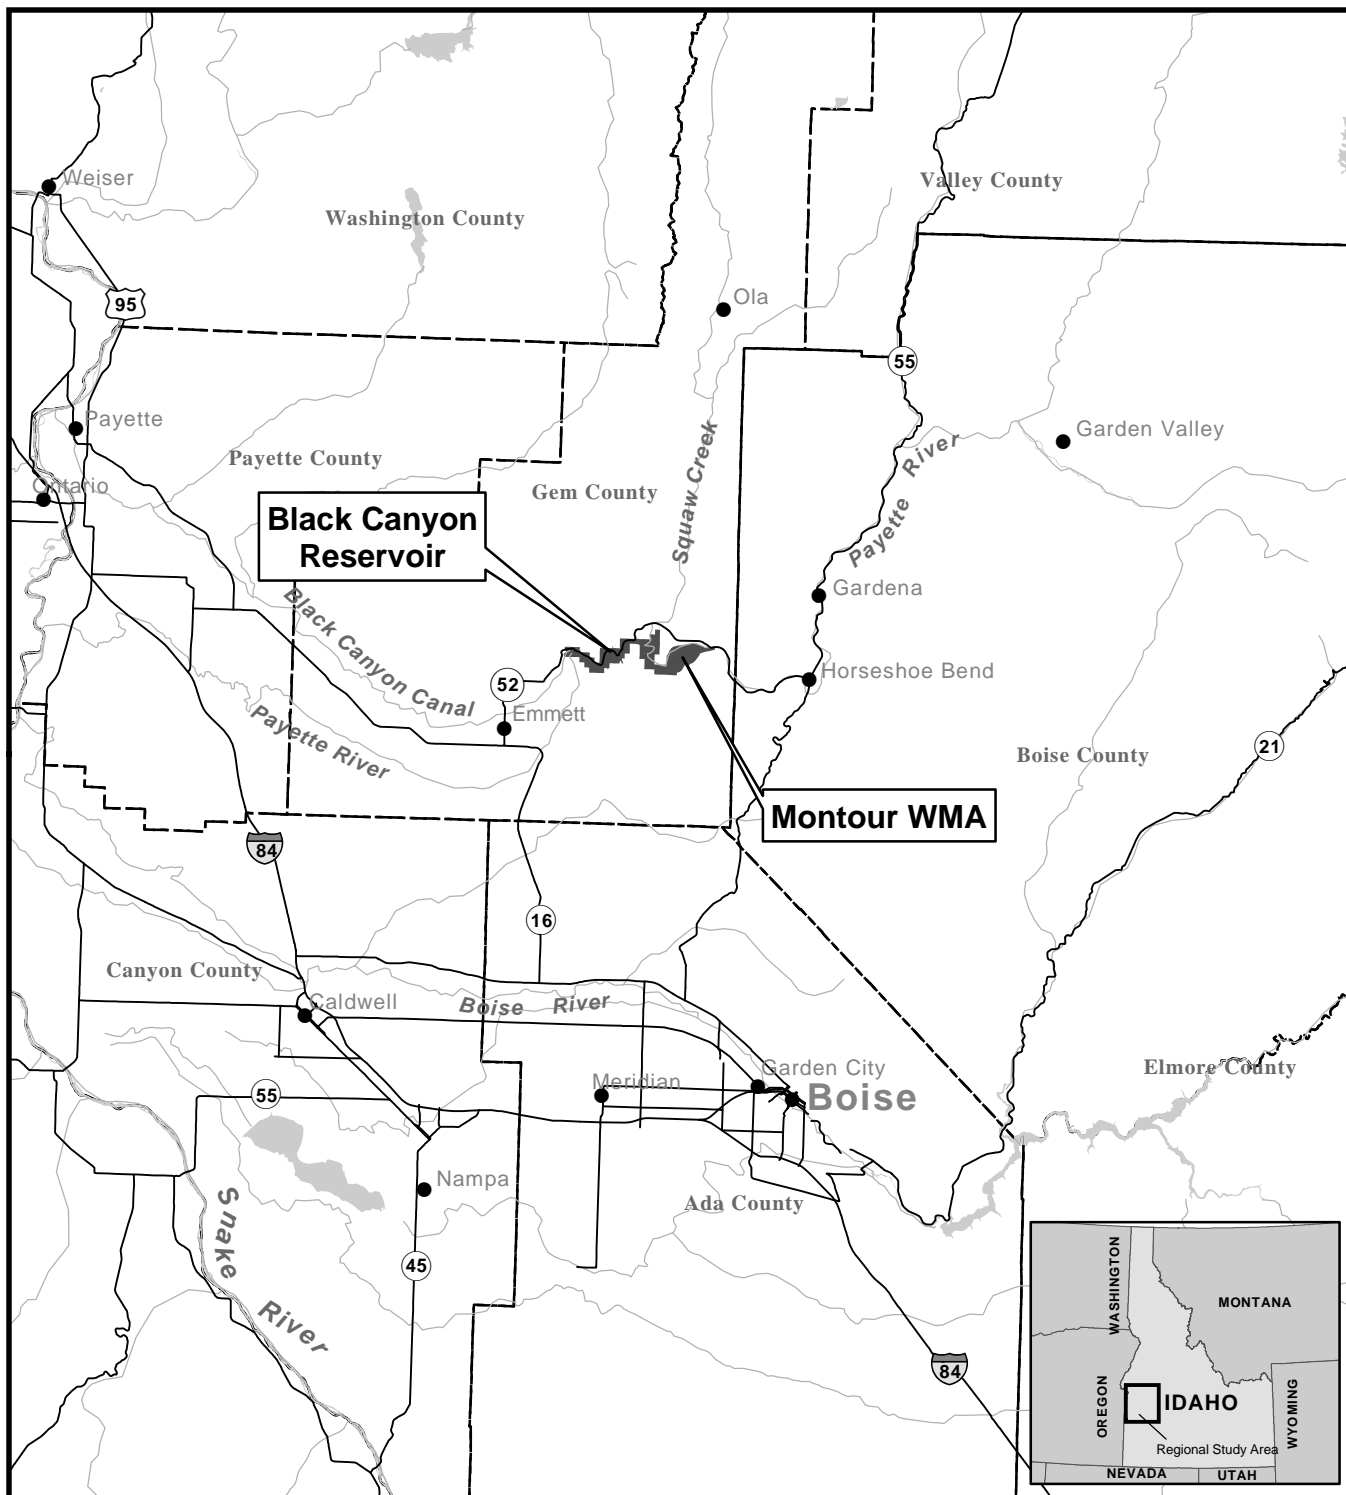 Weiser
Valley County
Washington County
95
Ola
55
Payette
Garden Valley
Payette County
Payette River
Squaw Creek
Ontario
Gem County
Black Canyon
Reservoir
Gardena
Black Canyon Canal
Horseshoe Bend
52
Emmett
Payette River
Boise County
21
Montour WMA
84
16
Canyon County
Caldwell
Boise River
Elmore County
Garden City
Meridian
Boise
55
Nampa
Ada County
Snake River
45
84
WASHINGTON
MONTANA
OREGON
IDAHO
WYOMING
Regional Study Area
NEVADA
UTAH